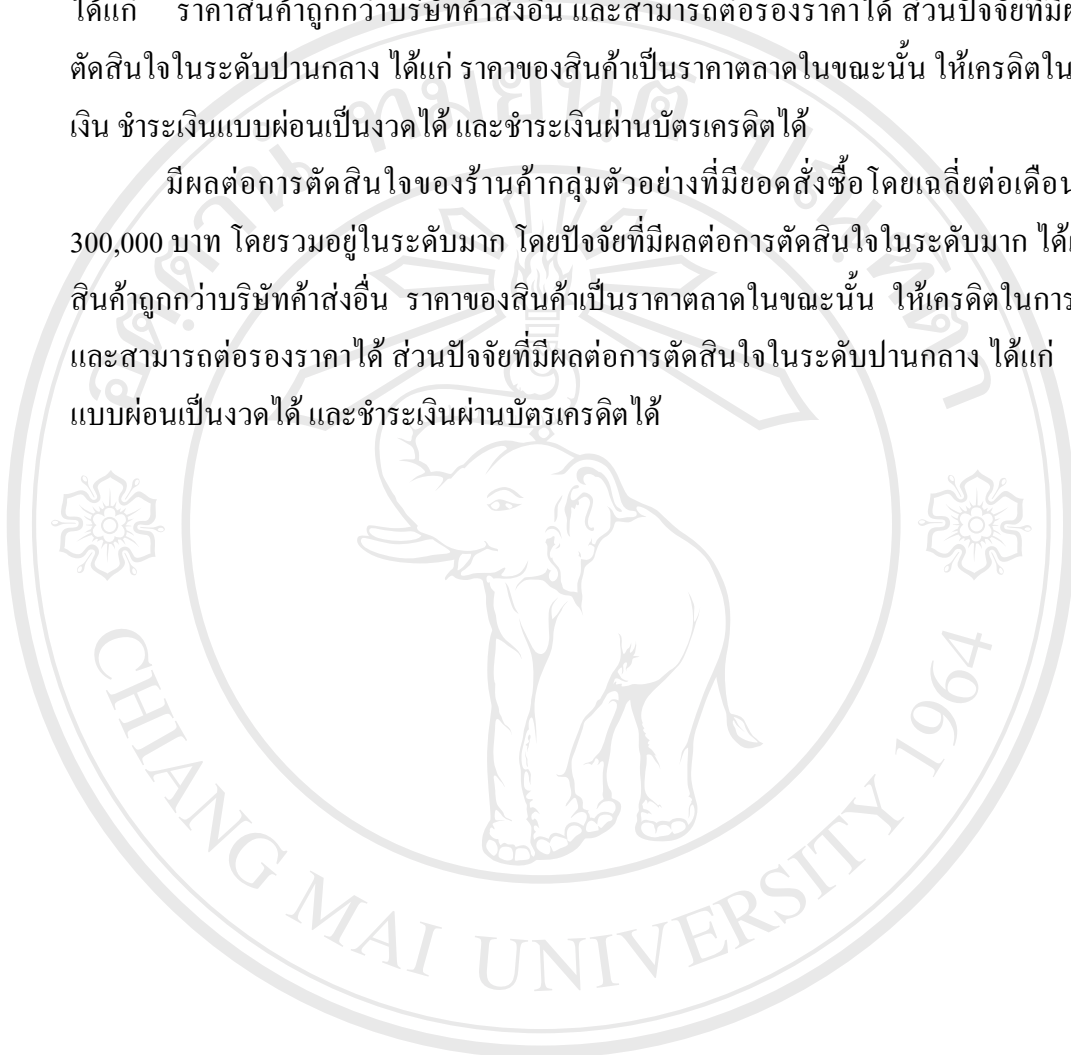 ได้แก่ ราคาสินค้าถูกกว่าบริษัทค้าส่งอื่น และสามารถต่อรองราคาได้ ส่วนปัจจัยที่มี
ตัดสินใจในระดับปานกลาง ได้แก่ ราคาของสินค้าเป็นราคาตลาดในขณะนั้น ให้เครดิตใน
เงิน ชำระเงินแบบผ่อนเป็นงวดได้ และชำระเงินผ่านบัตรเครดิตได้
มีผลต่อการตัดสินใจของร้านค้ากลุ่มตัวอย่างที่มียอดสั่งซื้อโดยเฉลี่ยต่อเดือน
300,000 บาท โดยรวมอยู่ในระดับมาก โดยปัจจัยที่มีผลต่อการตัดสินใจในระดับมาก
สินค้าถูกกว่าบริษัทค้าส่งอื่น ราคาของสินค้าเป็นราคาตลาดในขณะนั้น ให้เครดิตในการ
และสามารถต่อรองราคาได้ ส่วนปัจจัยที่มีผลต่อการตัดสินใจในระดับปานกลาง ได้แก่
แบบผ่อนเป็นงวดได้ และชำระเงินผ่านบัตรเครดิตได้
CHIANG MAI UNIVERSITY 1964